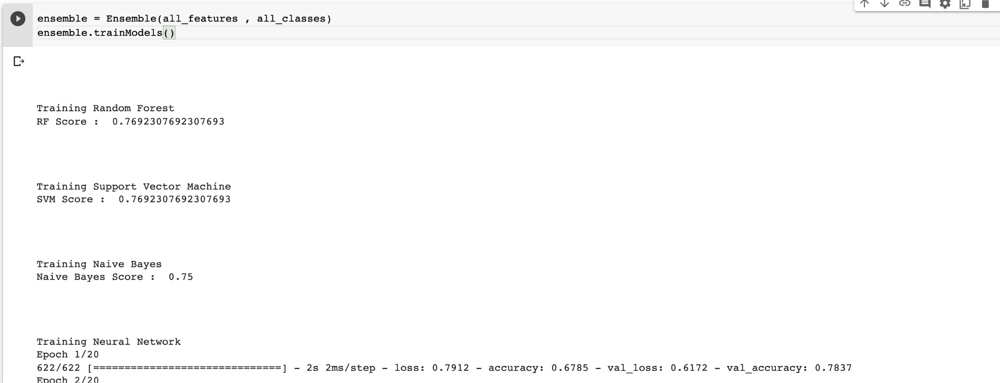 ensemble = Ensemble(all_features , all_classes)
ensemble.trainModels()
Training Random Forest
RF Score :  0.7692307692307693
Training Support Vector Machine
SVM Score :  0.7692307692307693
Training Naive Bayes
Naive Bayes Score :  0.75
Training Neural Network
Epoch 1/20
622/622 [==============================] - 2s 2ms/step - loss: 0.7912 - accuracy: 0.6785 - val_loss: 0.6172 - val_accuracy: 0.7837
Epoch 2/20